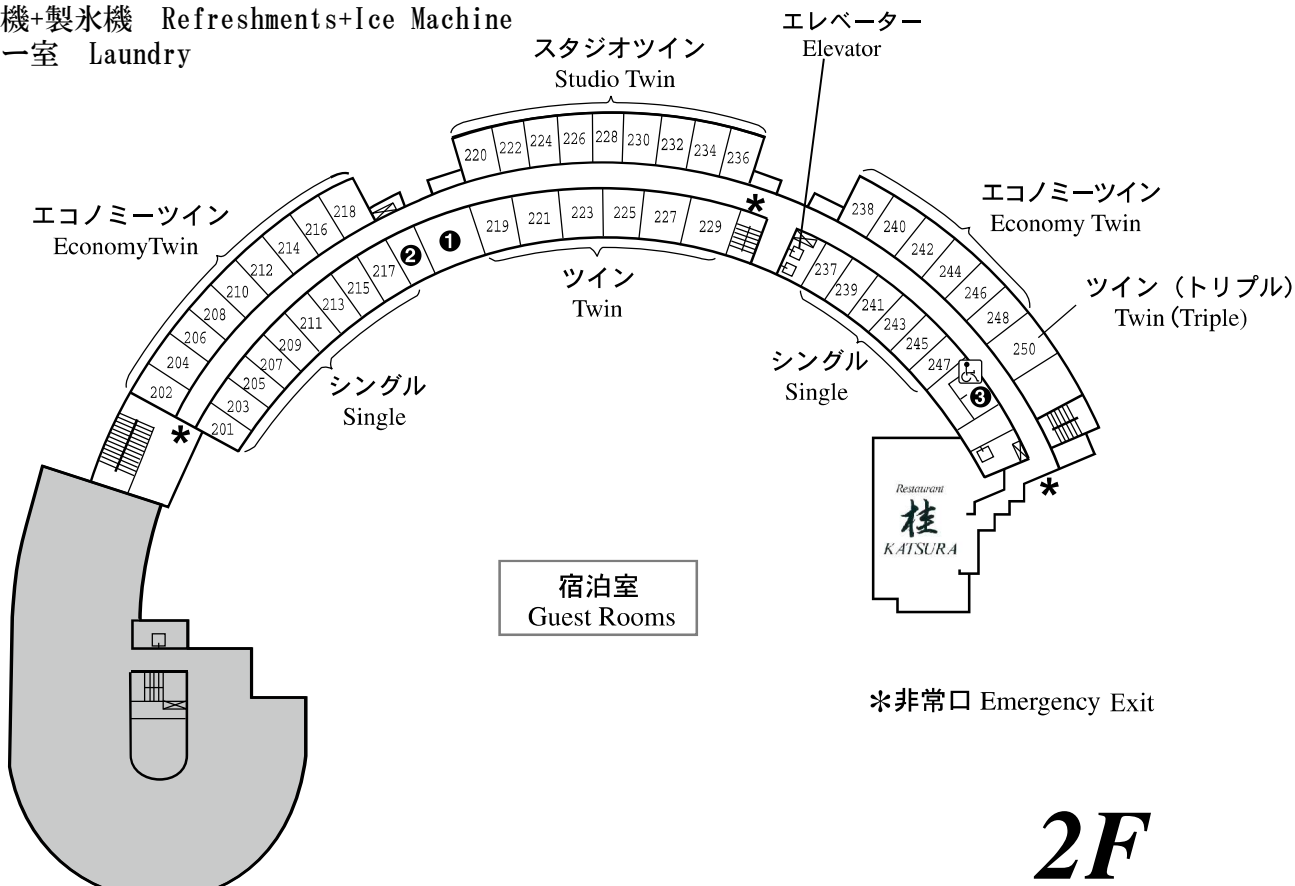 機+製氷機 Refreshments+Ice Machine
ー室 Laundry
エレベーター
Elevator
スタジオツイン
Studio Twin
220 222 224 226 228 230 232 234 236
エコノミーツイン
EconomyTwin
202 204 206 208 210 212 214 216 218
エコノミーツイン
Economy Twin
238 240 242 244 246 248
ツイン（トリプル）
Twin (Triple)
250
201 203 205 207 209 211 213 215 217
シングル
Single
❷ ❶
219 221 223 225 227 229
ツイン
Twin
*
237 239 241 243 245 247
シングル
Single
❸
*
*
Restaurant
桂
KATSURA
宿泊室
Guest Rooms
*非常口 Emergency Exit
2F